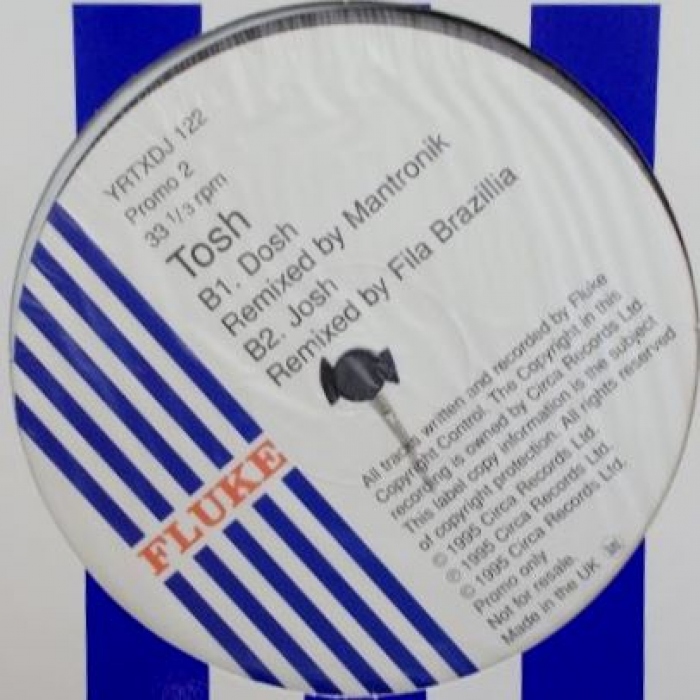 YRTXDJ 122
Promo 2
33 1/3 rpm
Tosh
B1. Dosh
Remixed by Mantronik
B2. Josh
Remixed by Fila Brazillia
FLUKE
All tracks written and recorded by Fluke
Copyright Control. The Copyright in this
recording is owned by Circa Records Ltd.
This label copy information is the subject
of copyright protection. All rights reserved
© 1995 Circa Records Ltd.
℗ 1995 Circa Records Ltd.
© 1995 Circa Records Ltd.
Promo only
Not for resale.
Made in the UK